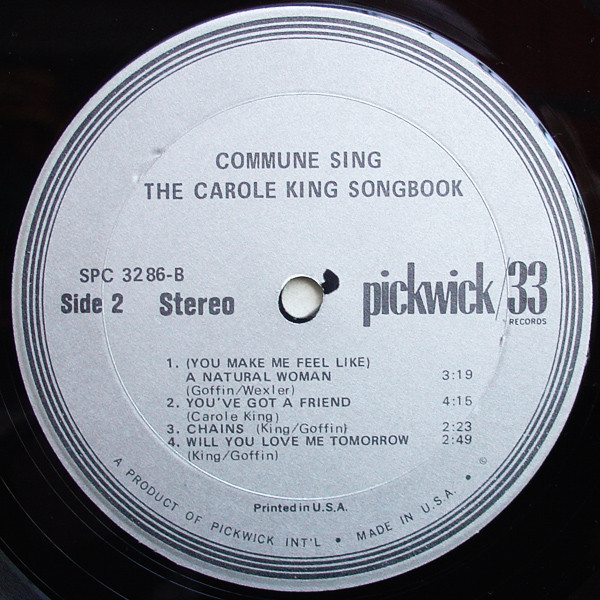 COMMUNE SING
THE CAROLE KING SONGBOOK
SPC 3286-B
Side 2 Stereo
pickwick/33
RECORDS
1. (YOU MAKE ME FEEL LIKE)
A NATURAL WOMAN 3:19
(Goffin/Wexler)
2. YOU'VE GOT A FRIEND 4:15
(Carole King)
3. CHAINS (King/Goffin) 2:23
4. WILL YOU LOVE ME TOMORROW 2:49
(King/Goffin)
Printed in U.S.A.
A PRODUCT OF PICKWICK INT'L • MADE IN U.S.A. • ℗